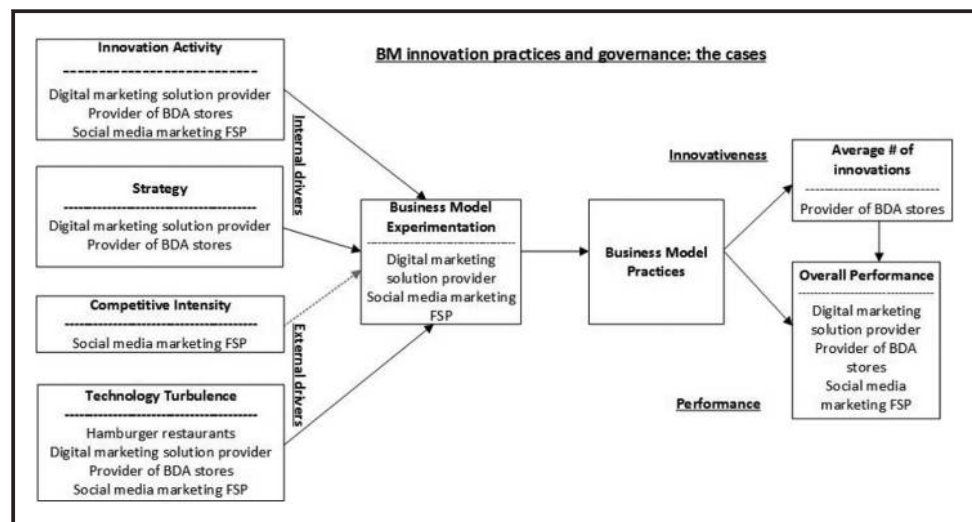 BM innovation practices and governance: the cases
Innovation Activity
Digital marketing solution provider
Provider of BDA stores
Social media marketing FSP
Strategy
Digital marketing solution provider
Provider of BDA stores
Competitive Intensity
Social media marketing FSP
Technology Turbulence
Hamburger restaurants
Digital marketing solution provider
Provider of BDA stores
Social media marketing FSP
Internal drivers
External drivers
Business Model
Experimentation
Digital marketing
solution provider
Social media marketing
FSP
Business Model
Practices
Innovativeness
Performance
Average # of
innovations
Provider of BDA stores
Overall Performance
Digital marketing
solution provider
Provider of BDA
stores
Social media
marketing FSP